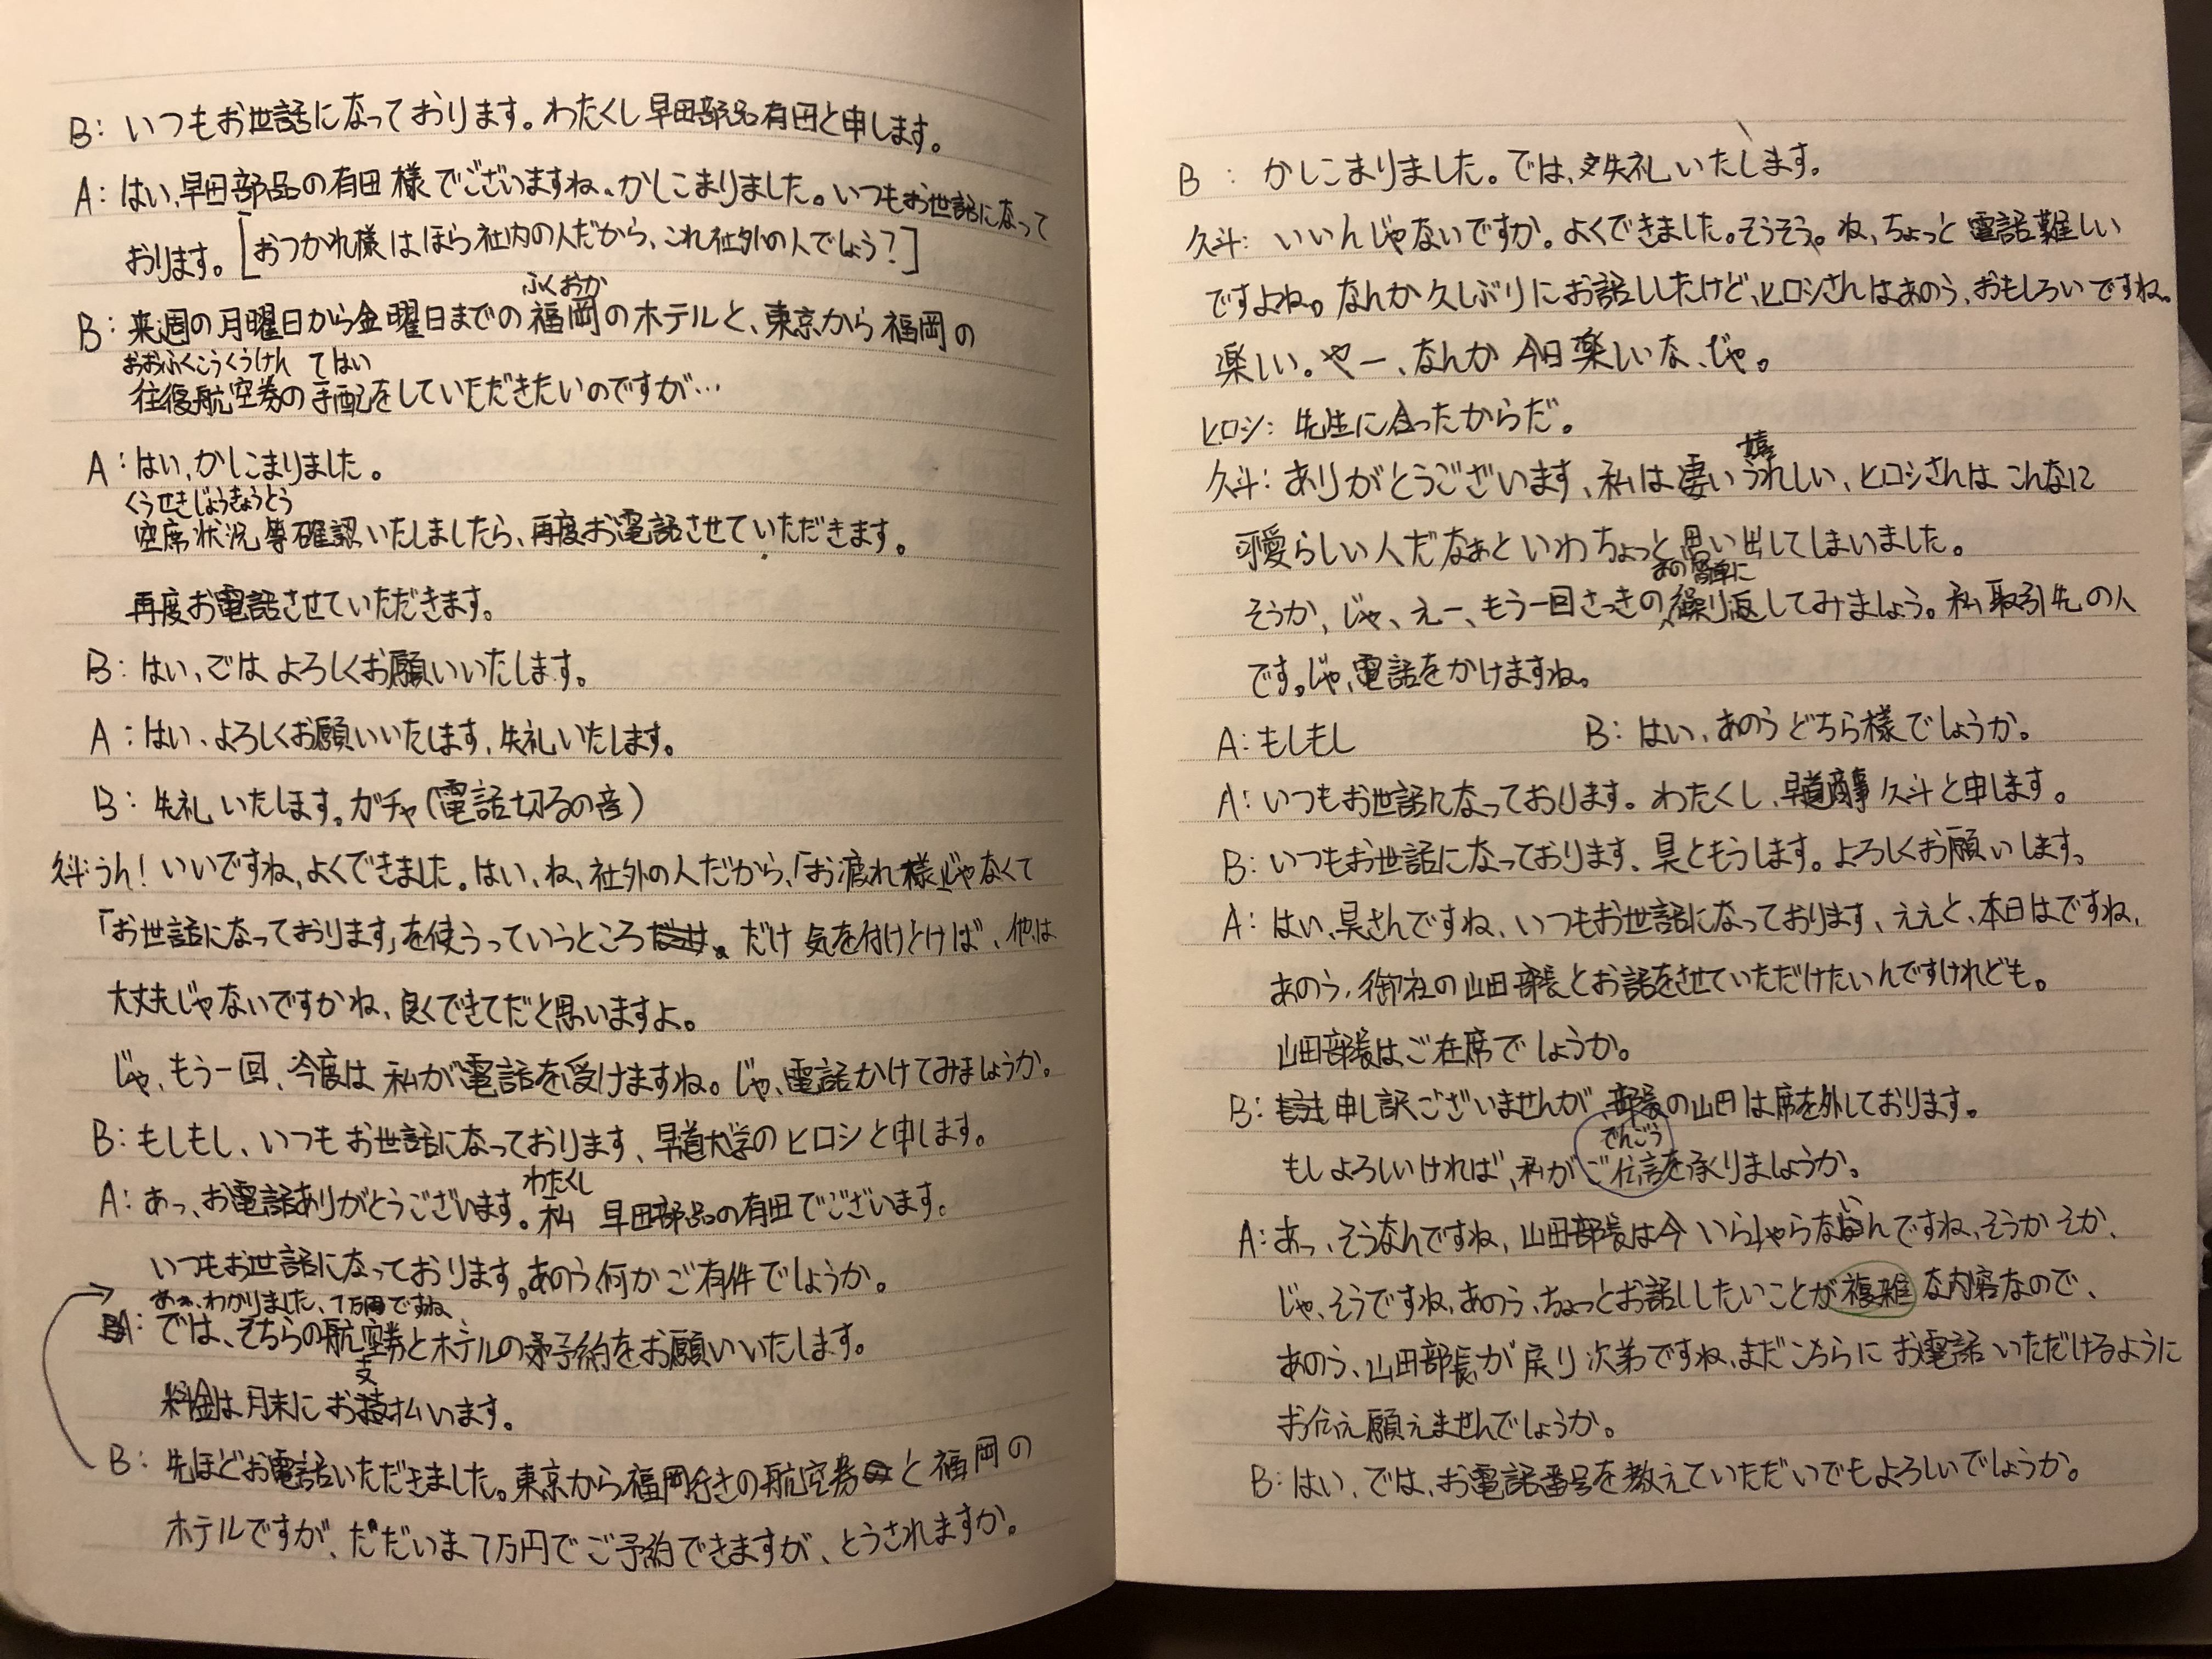 B: いつもお世話になっております。わたくし早田部品有田と申します。
A: はい、早田部品の有田様でございますね、かしこまりました。いつもお世話になって
おります。[おつかれ様はほら社内の人だから、これ社外の人でしょう?]
ふくおか
B: 来週の月曜日から金曜日までの福岡のホテルと、東京から福岡の
おおふくこうくうけん てはい
往復航空券の手配をしていただきたいのですが…
A: はい、かしこまりました。
くうせきじょうきょうとう
空席状況等確認いたしましたら、再度お電話させていただきます。
再度お電話させていただきます。
B: はい、では よろしくお願いいたします。
A: はい、よろしくお願いいたします、失礼いたします。
B: 失礼いたします。ガチャ(電話切るの音)
久斗: うん!いいですね、よくできました。はい、ね、社外の人だから、「お疲れ様」じゃなくて
「お世話になっております」を使うっていうところ だけ 気を付けとけば、他は
大丈夫じゃないですかね、良くできてだと思いますよ。
じゃ、もう一回、今度は私が電話を受けますね。じゃ、電話かけてみましょうか。
B: もしもし、いつもお世話になっております、早道大学のヒロシと申します。
わたくし
A: あっ、お電話ありがとうございます。私 早田部品の有田でございます。
いつもお世話になっております。あのう、何かご有件でしょうか。
あぁ、わかりました、7万円ですね
A: では、そちらの航空券とホテルの予約をお願いいたします。
支
料金は月末にお払います。
B: 先ほどお電話いただきました。東京から福岡行きの航空券と福岡の
ホテルですが、ただいま7万円でご予約できますが、とうされますか。
B : かしこまりました。では、失礼いたします。
久斗: いいんじゃないですか。よくできました。そうそう。ね、ちょっと電話難しい
ですよね。なんか久しぶりにお話ししたけど、ヒロシさんはあのう、おもしろいですね。
楽しい。やー、なんか今日楽しいな、じゃ。
ヒロシ: 先生に会ったからだ。
嬉
久斗: ありがとうございます、私は凄いうれしい、ヒロシさんはこんなに
可愛らしい人だなぁといわちょっと思い出してしまいました。
あの簡単に
そうか、じゃ、えー、もう一回さっきの繰り返してみましょう。私取引先の人
です。じゃ、電話をかけますね。
A: もしもし B: はい、あのう どちら様でしょうか。
A: いつもお世話になっております。わたくし、早道商事 久斗と申します。
B: いつもお世話になっております、昊ともうします。よろしくお願いします。
A: はい、昊さんですね、いつもお世話になっております、ええと、本日はですね、
あのう、御社の山田部長とお話をさせていただけたいんですけれども。
山田部長は、ご在席でしょうか。
B: 申し訳ございませんが、部長の山田は席を外しております。
でんごう
もしよろしいければ、私がご伝言を承りましょうか。
A: あっ、そうなんですね、山田部長は今いらしゃらないんですね、そうかそか、
じゃ、そうですね、あのう、ちょっとお話ししたいことが複雑な内容なので、
あのう、山田部長が戻り次第ですね、まだこちらにお電話いただけるように
お伝え願えませんでしょうか。
B: はい、では、お電話番号を教えていただいでもよろしいでしょうか。